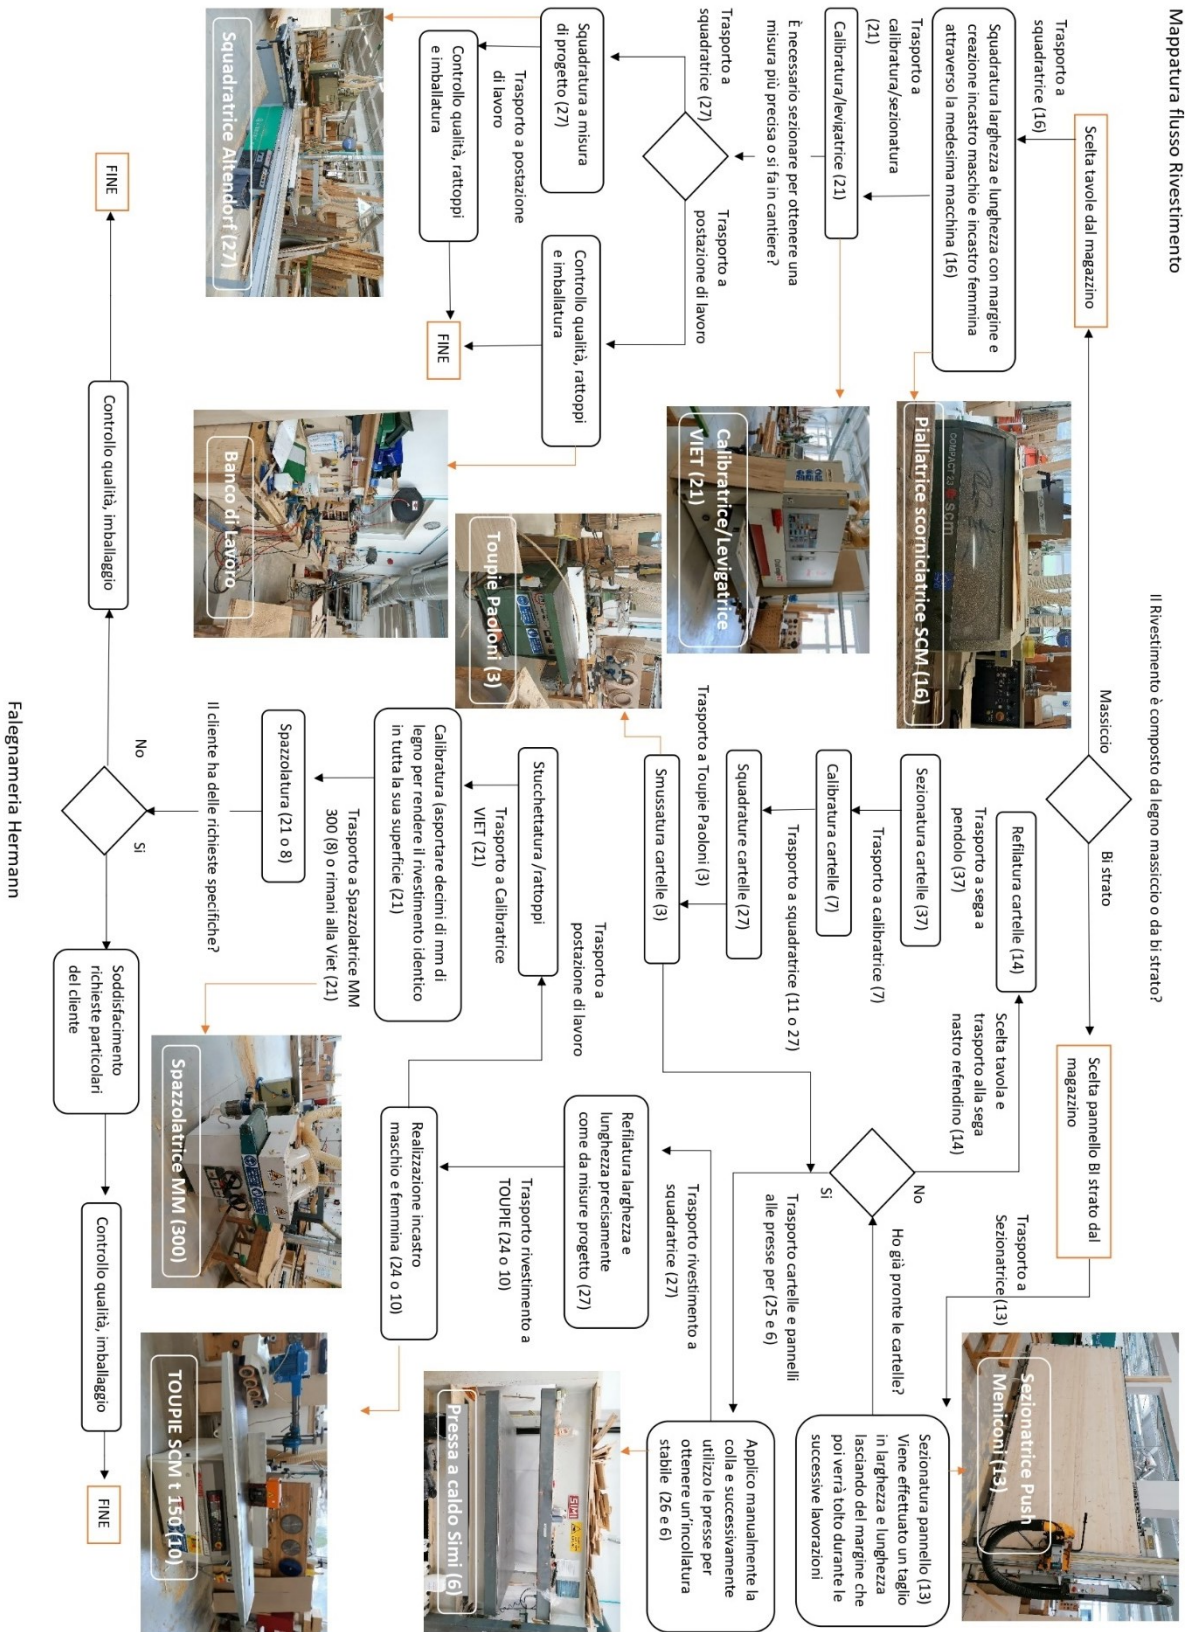 Mappatura flusso Rivestimento
Il Rivestimento è composto da legno massiccio o da bi strato?
Massiccio
Bi strato
Scelta tavole dal magazzino
Trasporto a
squadratrice (16)
Squadratura larghezza e lunghezza con margine e
creazione incastro maschio e incastro femmina
attraverso la medesima macchina (16)
COMPACT 23 scm
Piallatrice scorniciatrice SCM (16)
Trasporto a
calibratura/sezionatura
(21)
Calibratura/levigatrice (21)
Calibratrice/Levigatrice
VIET (21)
È necessario sezionare per ottenere una
misura più precisa o si fa in cantiere?
Trasporto a
squadratrice (27)
Trasporto a
postazione di lavoro
Squadratura a misura
di progetto (27)
Trasporto a postazione
di lavoro
Controllo qualità, rattoppi
e imballatura
Controllo qualità, rattoppi
e imballatura
FINE
Squadratrice Altendorf (27)
Banco di Lavoro
Scelta pannello BI strato dal
magazzino
Trasporto a
Sezionatrice (13)
Sezionatrice Push
Meniconi (13)
Sezionatura pannello (13)
Viene effettuato un taglio
in larghezza e lunghezza
lasciando del margine che
poi verrà tolto durante le
successive lavorazioni
Ho già pronte le cartelle?
No
Si
Scelta tavola e
trasporto alla sega
nastro refendino (14)
Refilatura cartelle (14)
Trasporto a sega a
pendolo (37)
Sezionatura cartelle (37)
Trasporto a calibratrice (7)
Calibratura cartelle (7)
Trasporto a squadratrice (11 o 27)
Squadrature cartelle (27)
Trasporto a Toupie Paoloni (3)
Smussatura cartelle (3)
Toupie Paoloni (3)
Trasporto cartelle e pannelli
alle presse per (25 e 6)
Applico manualmente la
colla e successivamente
utilizzo le presse per
ottenere un'incollatura
stabile (26 e 6)
SIMI
Pressa a caldo Simi (6)
Trasporto rivestimento a
squadratrice (27)
Refilatura larghezza e
lunghezza precisamente
come da misure progetto (27)
Trasporto rivestimento a
TOUPIE (24 o 10)
Realizzazione incastro
maschio e femmina (24 o 10)
TOUPIE SCM t 150 (10)
Trasporto a
postazione di lavoro
Stucchettatura /rattoppi
Trasporto a Calibratrice
VIET (21)
Calibratura (asportare decimi di mm di
legno per rendere il rivestimento identico
in tutta la sua superficie (21)
Trasporto a Spazzolatrice MM
300 (8) o rimani alla Viet (21)
Spazzolatura (21 o 8)
Spazzolatrice MM (300)
Il cliente ha delle richieste specifiche?
No
Si
Controllo qualità, imballaggio
FINE
Soddisfacimento
richieste particolari
del cliente
Controllo qualità, imballaggio
FINE
Falegnameria Hermann